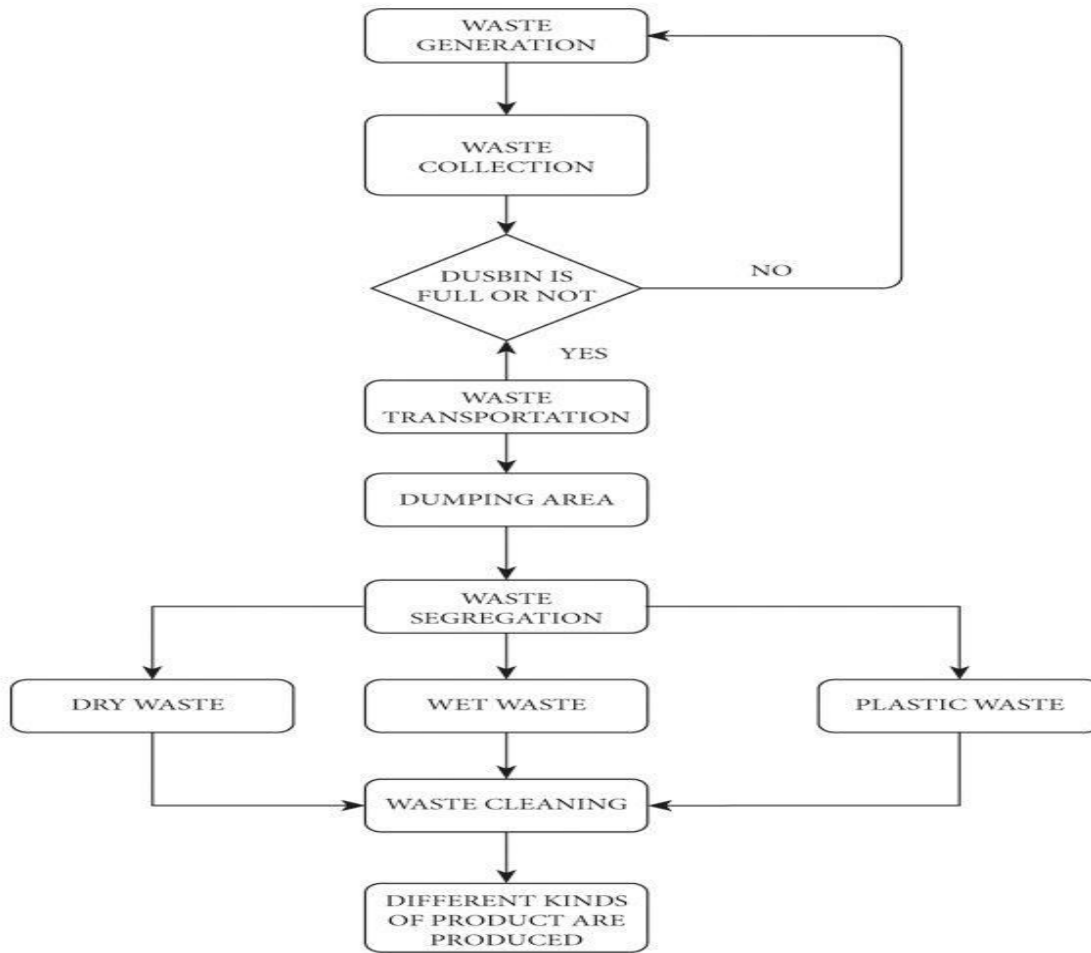 WASTE
GENERATION
WASTE
COLLECTION
DUSBIN IS
FULL OR NOT
NO
YES
WASTE
TRANSPORTATION
DUMPING AREA
WASTE
SEGREGATION
DRY WASTE
WET WASTE
PLASTIC WASTE
WASTE CLEANING
DIFFERENT KINDS
OF PRODUCT ARE
PRODUCED